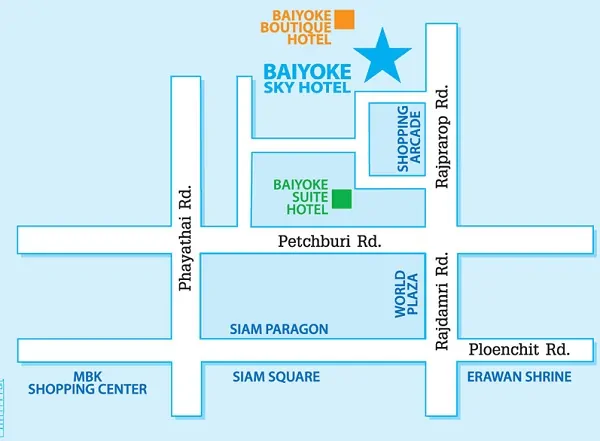 BAIYOKE
BOUTIQUE
HOTEL
BAIYOKE
SKY HOTEL
SHOPPING
ARCADE
Rajprarop Rd.
BAIYOKE
SUITE
HOTEL
Phayathai Rd.
Petchburi Rd.
WORLD
PLAZA
Rajdamri Rd.
SIAM PARAGON
Ploenchit Rd.
MBK
SHOPPING CENTER
SIAM SQUARE
ERAWAN SHRINE